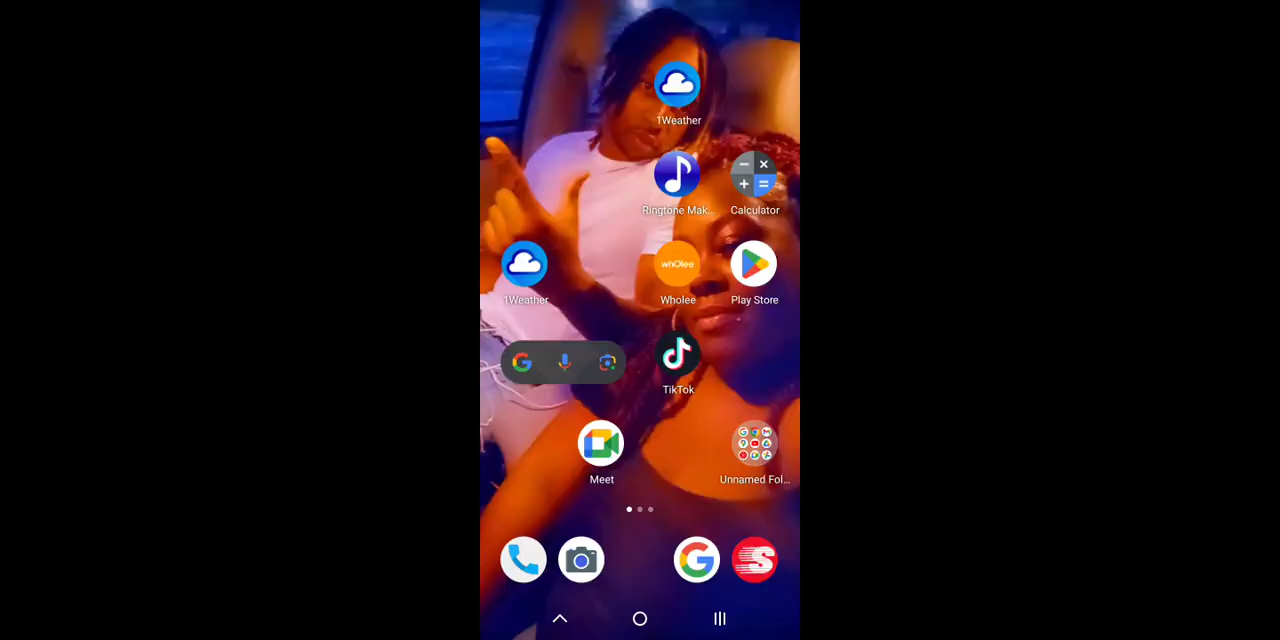 1Weather
Ringtone Mak...
Calculator
1Weather
whOlee
Wholee
Play Store
TikTok
Meet
Unnamed Fol...